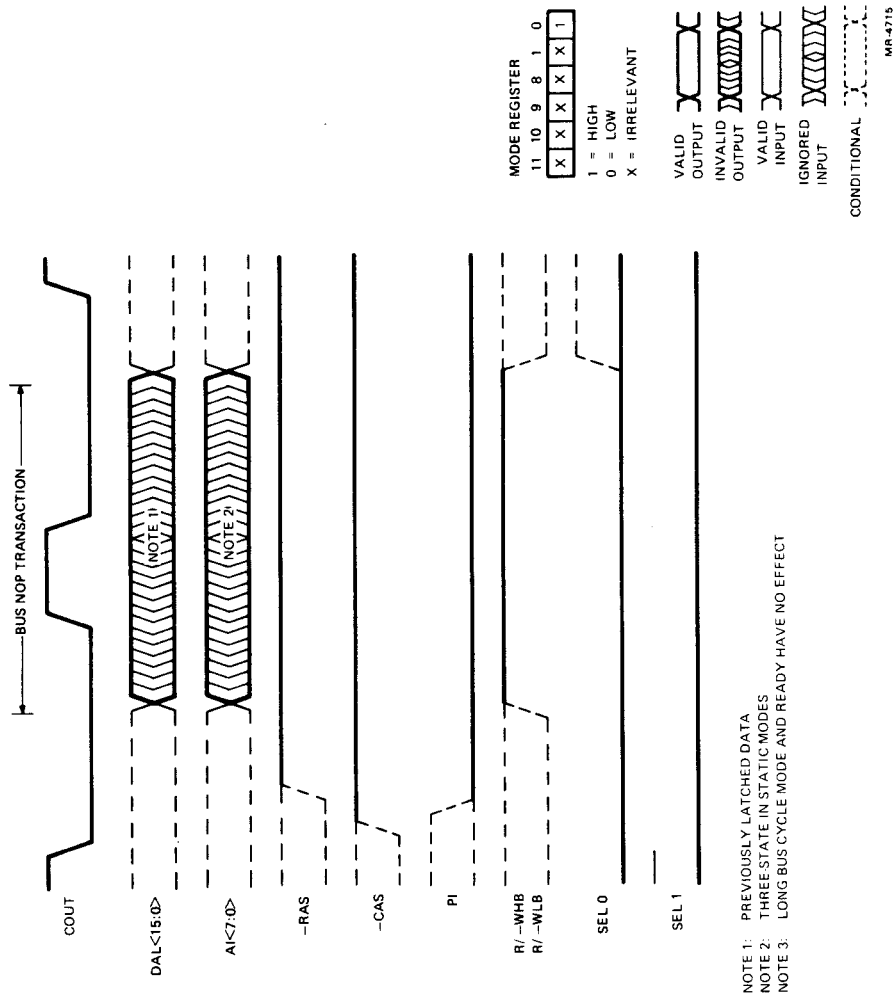 BUS NOP TRANSACTION
COUT
DAL<15:0>
(NOTE 1)
AI<7:0>
(NOTE 2)
–RAS
–CAS
PI
R/ –WHB
R/ –WLB
SEL 0
SEL 1
NOTE 1: PREVIOUSLY LATCHED DATA
NOTE 2: THREE-STATE IN STATIC MODES
NOTE 3: LONG BUS CYCLE MODE AND READY HAVE NO EFFECT
MODE REGISTER
11 10 9 8 1 0
X X X X X 1
1 = HIGH
0 = LOW
X = IRRELEVANT
VALID
OUTPUT
INVALID
OUTPUT
VALID
INPUT
IGNORED
INPUT
CONDITIONAL
MR-4715